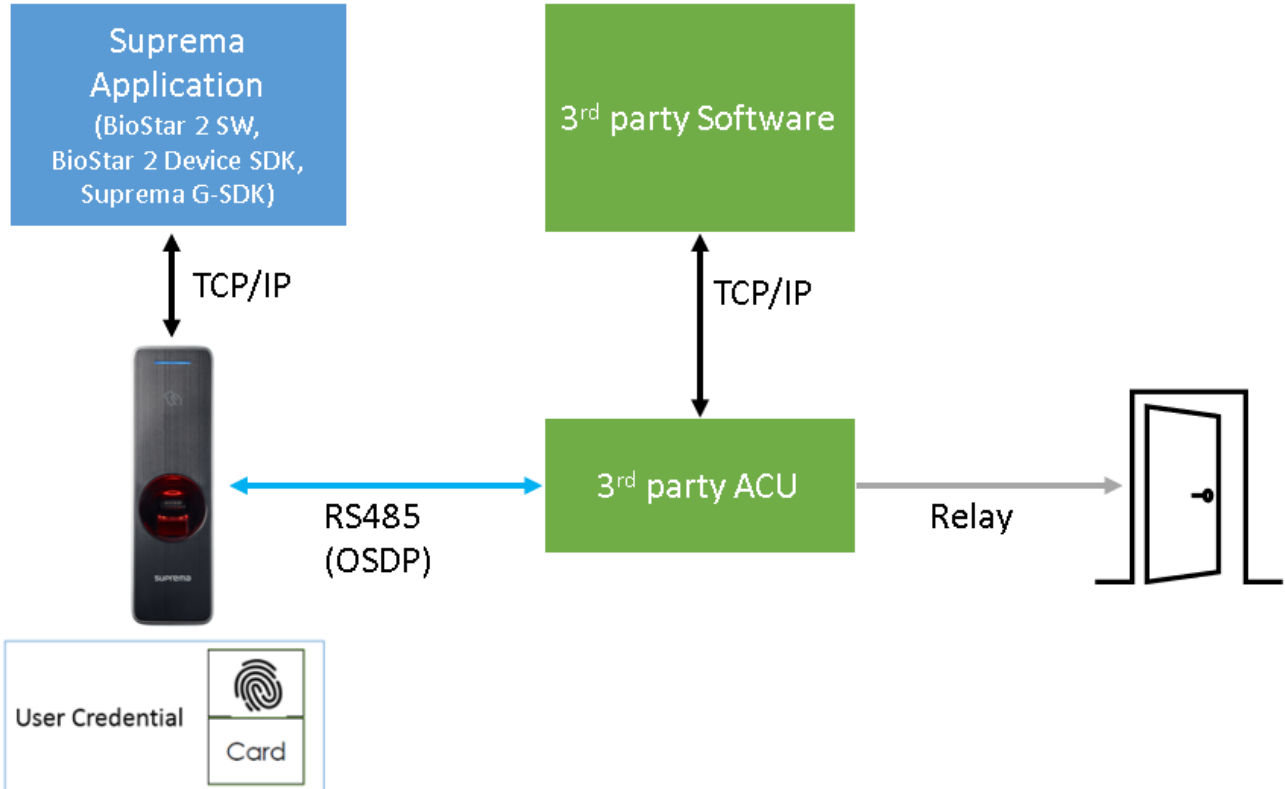 Suprema
Application
(BioStar 2 SW,
BioStar 2 Device SDK,
Suprema G-SDK)
3rd party Software
TCP/IP
TCP/IP
3rd party ACU
RS485
(OSDP)
Relay
suprema
User Credential
Card